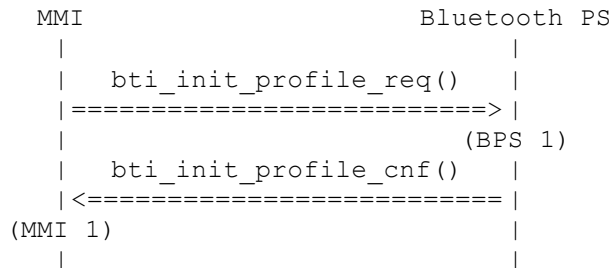 MMI Bluetooth PS
| |
| bti_init_profile_req() |
|==========================>|
| (BPS 1)
| bti_init_profile_cnf() |
|<==========================|
(MMI 1) |
| |